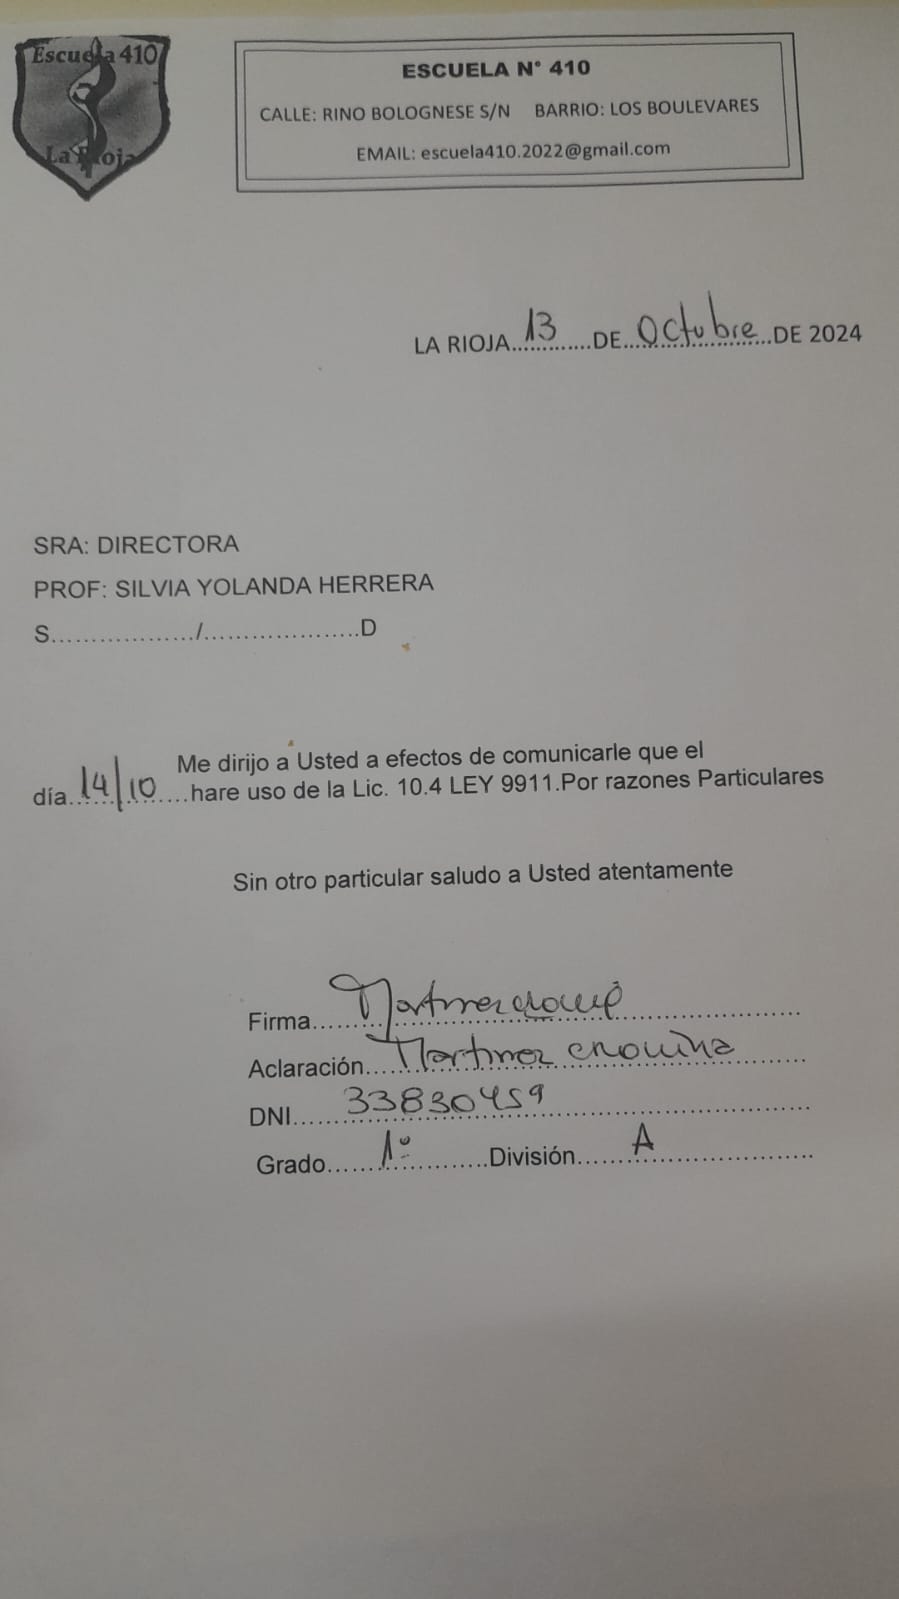 Escuela 410
La Rioja
ESCUELA N° 410
CALLE: RINO BOLOGNESE S/N BARRIO: LOS BOULEVARES
EMAIL: escuela410.2022@gmail.com
LA RIOJA 13 DE Octubre DE 2024
SRA: DIRECTORA
PROF: SILVIA YOLANDA HERRERA
S................../....................D
Me dirijo a Usted a efectos de comunicarle que el
día 14/10 hare uso de la Lic. 10.4 LEY 9911.Por razones Particulares
Sin otro particular saludo a Usted atentamente
Firma
Aclaración Martinez
DNI 33830459
Grado 1º División A